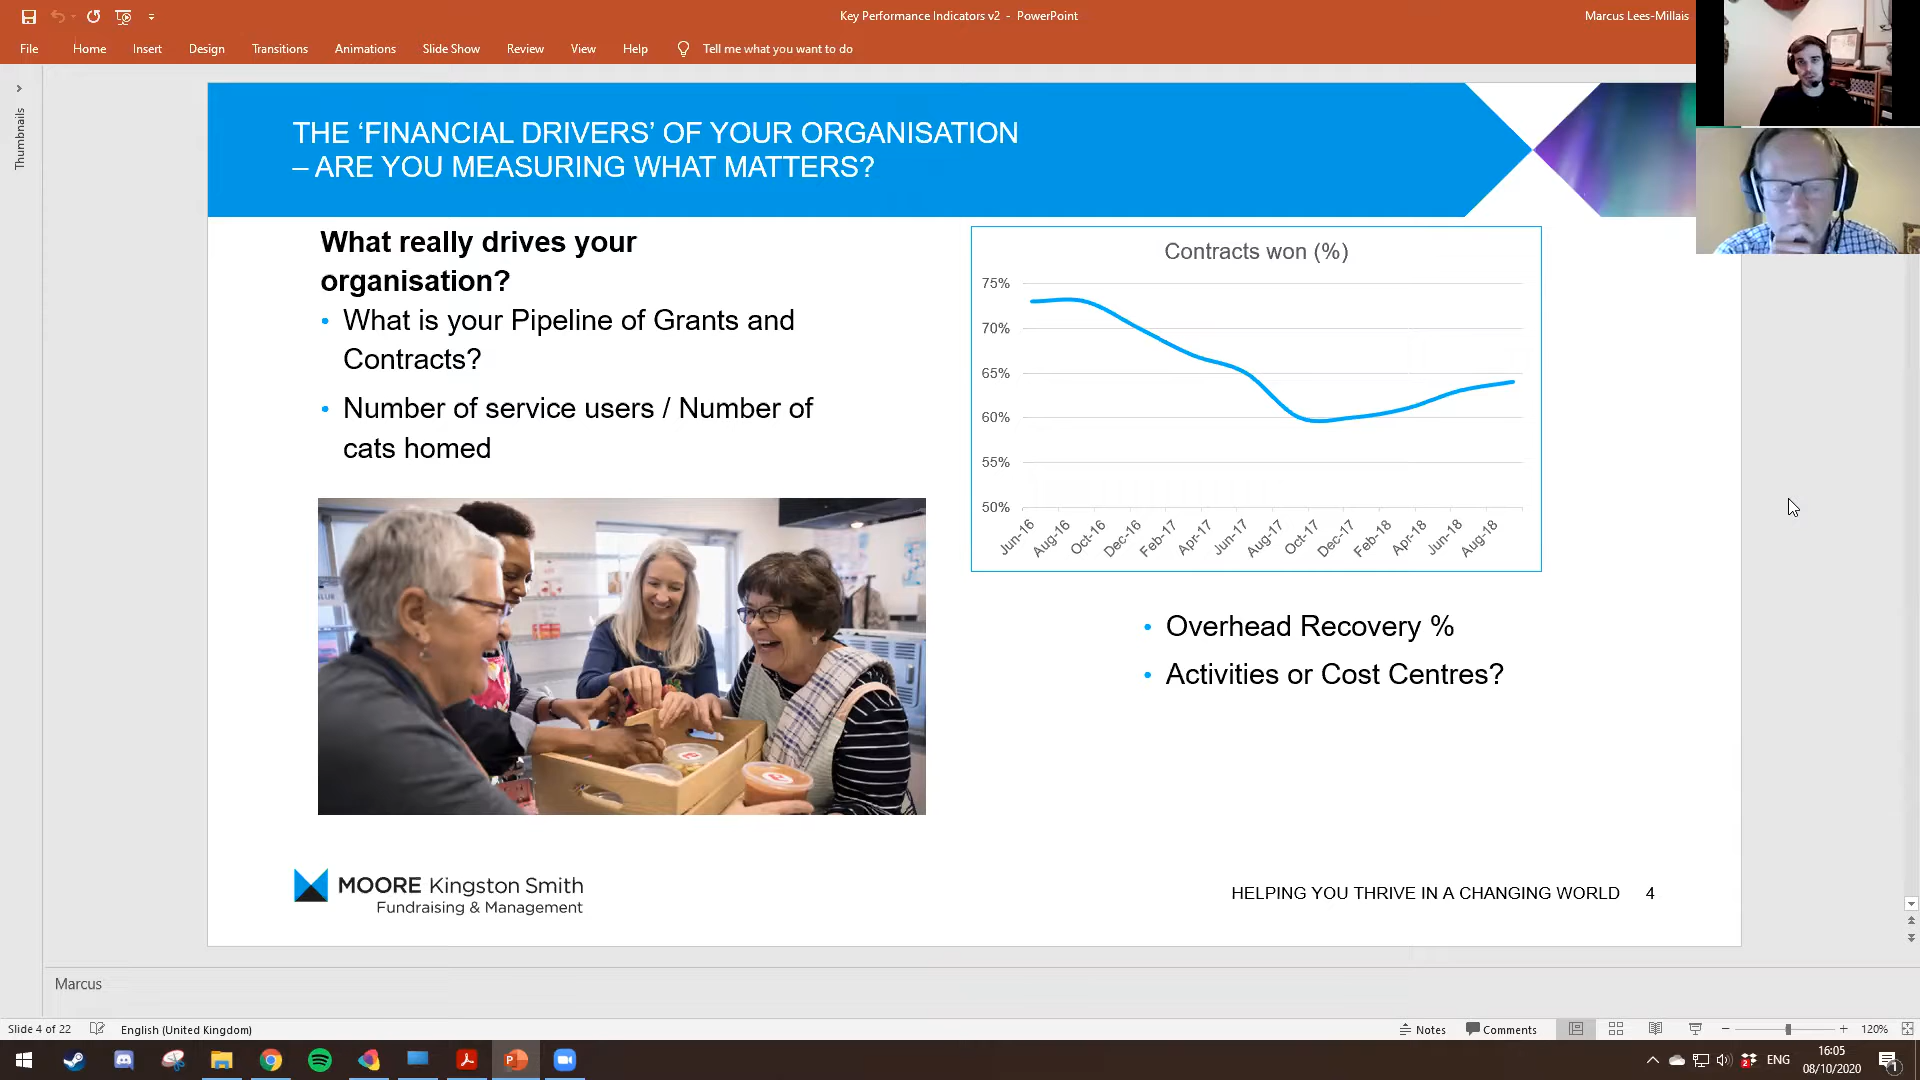 Key Performance Indicators v2 - PowerPoint
Marcus Lees-Millais
File Home Insert Design Transitions Animations Slide Show Review View Help Tell me what you want to do
Thumbnails
THE ‘FINANCIAL DRIVERS’ OF YOUR ORGANISATION
– ARE YOU MEASURING WHAT MATTERS?
What really drives your
organisation?
• What is your Pipeline of Grants and
Contracts?
• Number of service users / Number of
cats homed
Contracts won (%)
75%
70%
65%
60%
55%
50%
Jun-16 Aug-16 Oct-16 Dec-16 Feb-17 Apr-17 Jun-17 Aug-17 Oct-17 Dec-17 Feb-18 Apr-18 Jun-18 Aug-18
• Overhead Recovery %
• Activities or Cost Centres?
MOORE Kingston Smith
Fundraising & Management
HELPING YOU THRIVE IN A CHANGING WORLD 4
Marcus
Slide 4 of 22 English (United Kingdom) Notes Comments 120%
ENG
16:05
08/10/2020